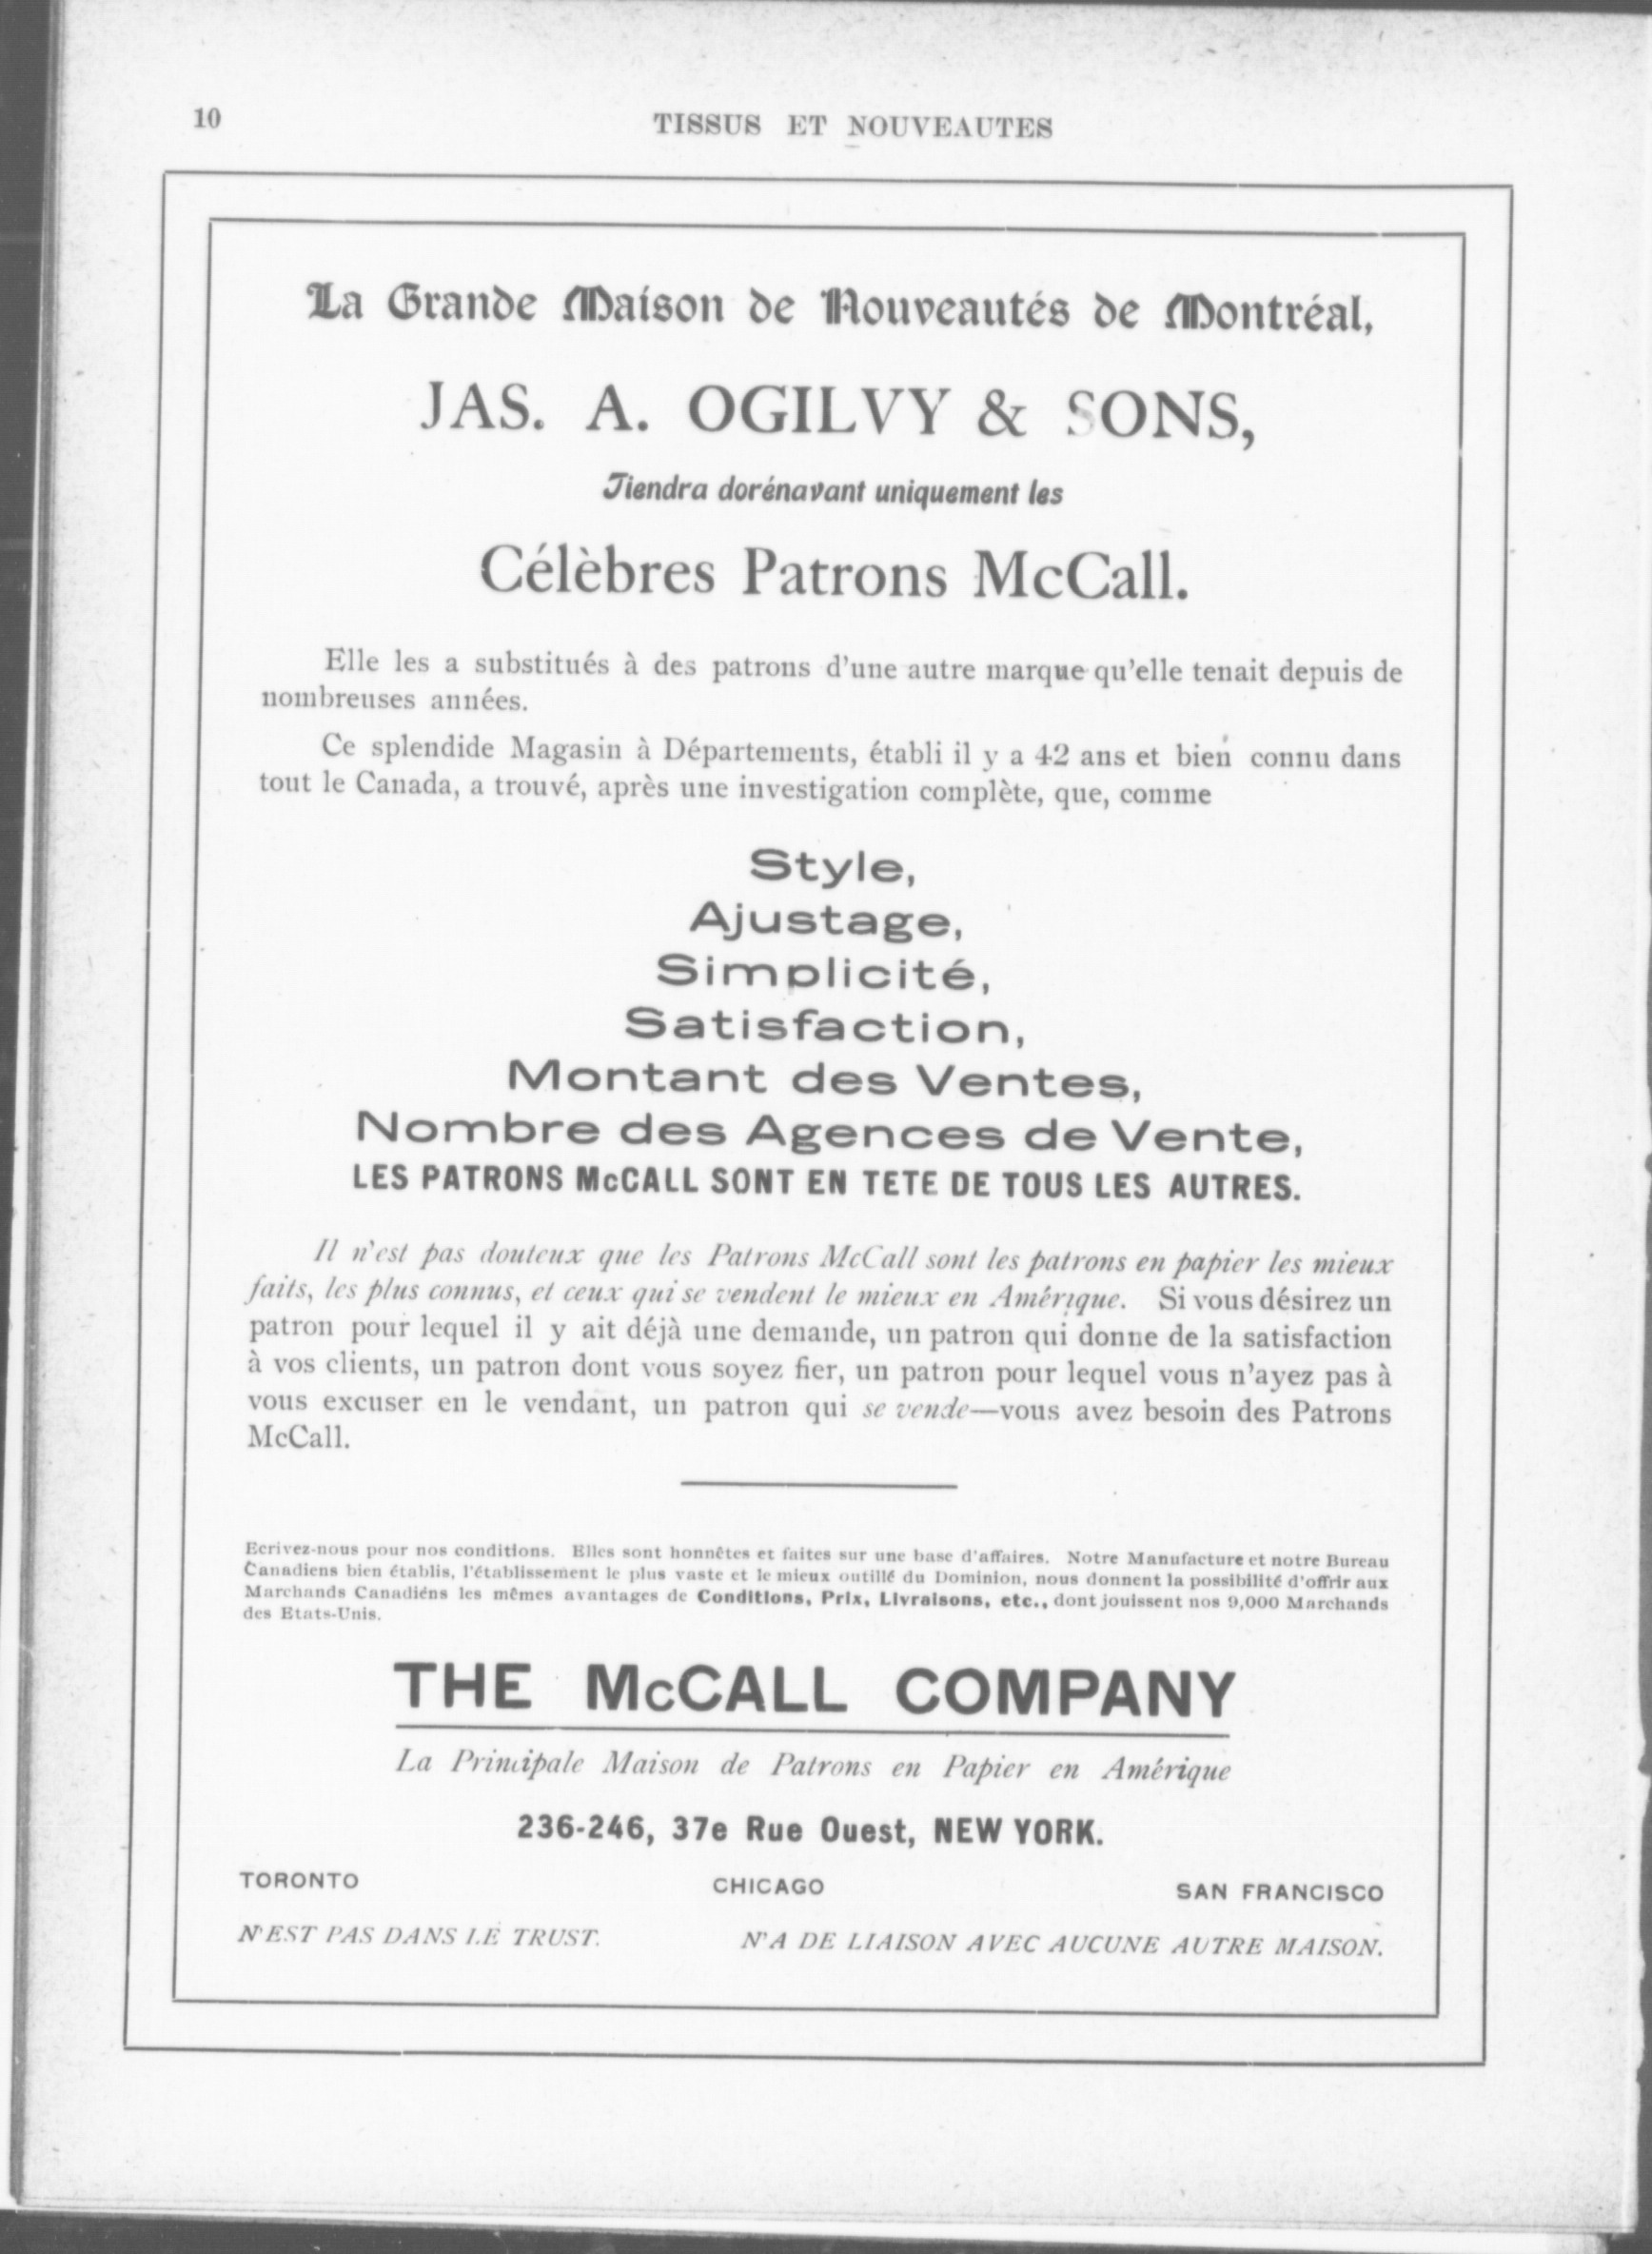 10
TISSUS ET NOUVEAUTES
La Grande Maison de Nouveautés de Montréal,
JAS. A. OGILVY & SONS,
Tiendra dorénavant uniquement les
Célèbres Patrons McCall.
Elle les a substitués à des patrons d'une autre marque qu'elle tenait depuis de
nombreuses années.
Ce splendide Magasin à Départements, établi il y a 42 ans et bien connu dans
tout le Canada, a trouvé, après une investigation complète, que, comme
Style,
Ajustage,
Simplicité,
Satisfaction,
Montant des Ventes,
Nombre des Agences de Vente,
LES PATRONS McCALL SONT EN TETE DE TOUS LES AUTRES.
Il n'est pas douteux que les Patrons McCall sont les patrons en papier les mieux
faits, les plus connus, et ceux qui se vendent le mieux en Amérique. Si vous désirez un
patron pour lequel il y ait déjà une demande, un patron qui donne de la satisfaction
à vos clients, un patron dont vous soyez fier, un patron pour lequel vous n'ayez pas à
vous excuser en le vendant, un patron qui se vende—vous avez besoin des Patrons
McCall.
Ecrivez-nous pour nos conditions. Elles sont honnêtes et faites sur une base d'affaires. Notre Manufacture et notre Bureau
Canadiens bien établis, l'établissement le plus vaste et le mieux outillé du Dominion, nous donnent la possibilité d'offrir aux
Marchands Canadiéns les mêmes avantages de Conditions, Prix, Livraisons, etc., dont jouissent nos 9,000 Marchands
des Etats-Unis.
THE McCALL COMPANY
La Principale Maison de Patrons en Papier en Amérique
236-246, 37e Rue Ouest, NEW YORK.
TORONTO CHICAGO SAN FRANCISCO
N'EST PAS DANS LE TRUST. N'A DE LIAISON AVEC AUCUNE AUTRE MAISON.